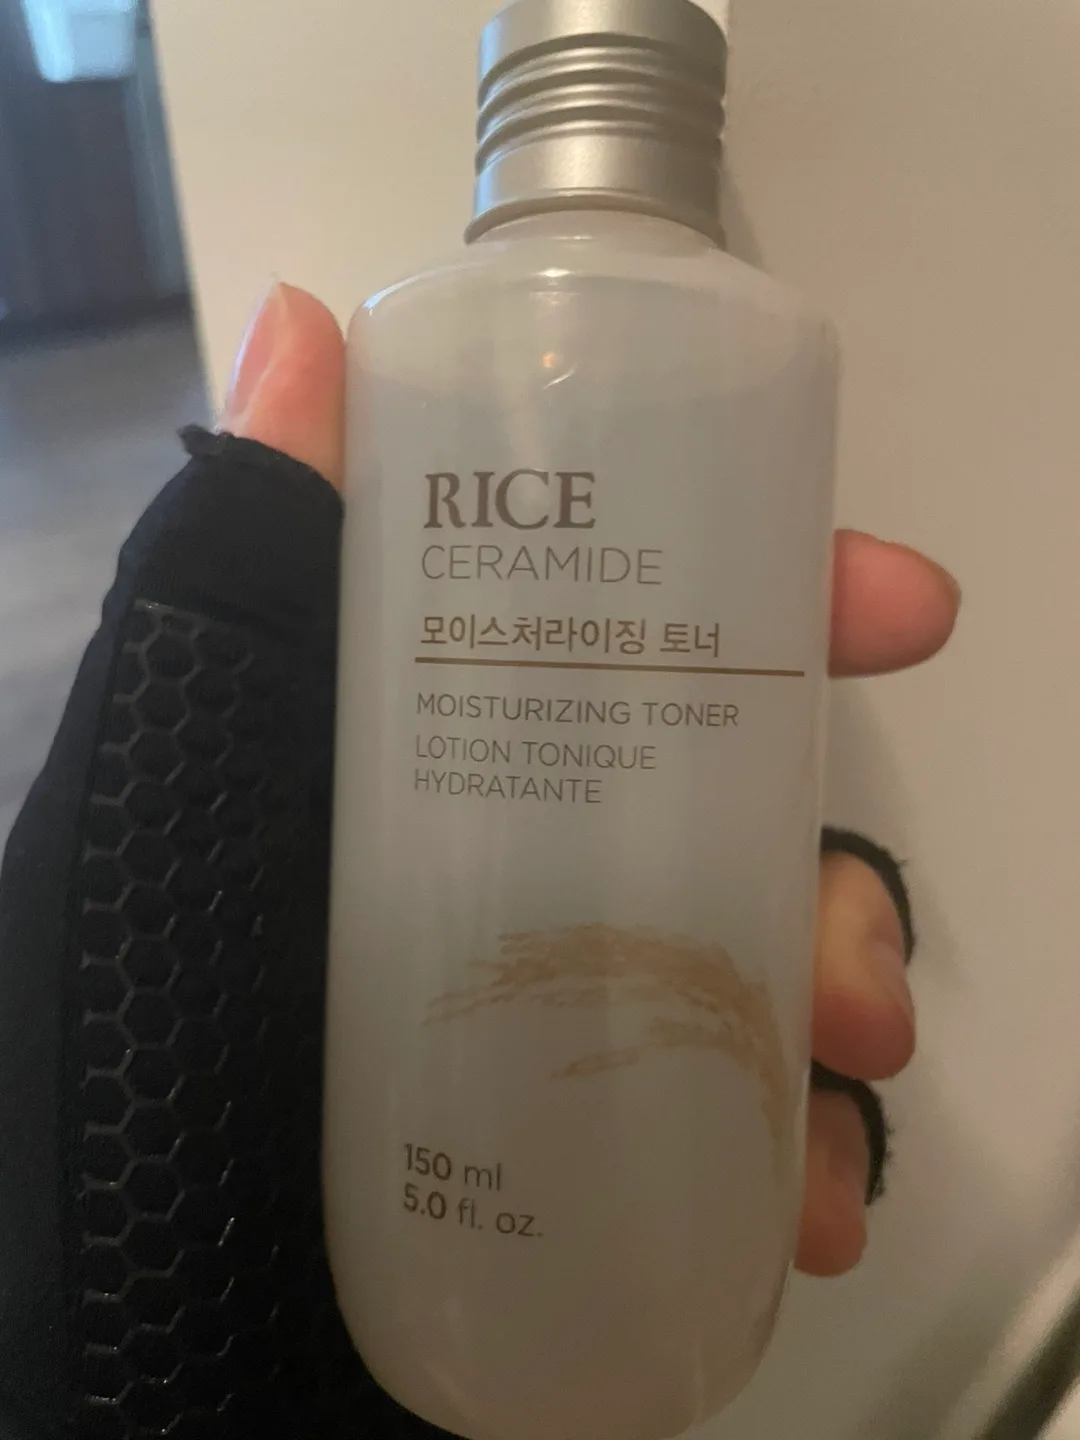 RICE
CERAMIDE
모이스처라이징 토너
MOISTURIZING TONER
LOTION TONIQUE
HYDRATANTE
150 ml
5.0 fl. oz.